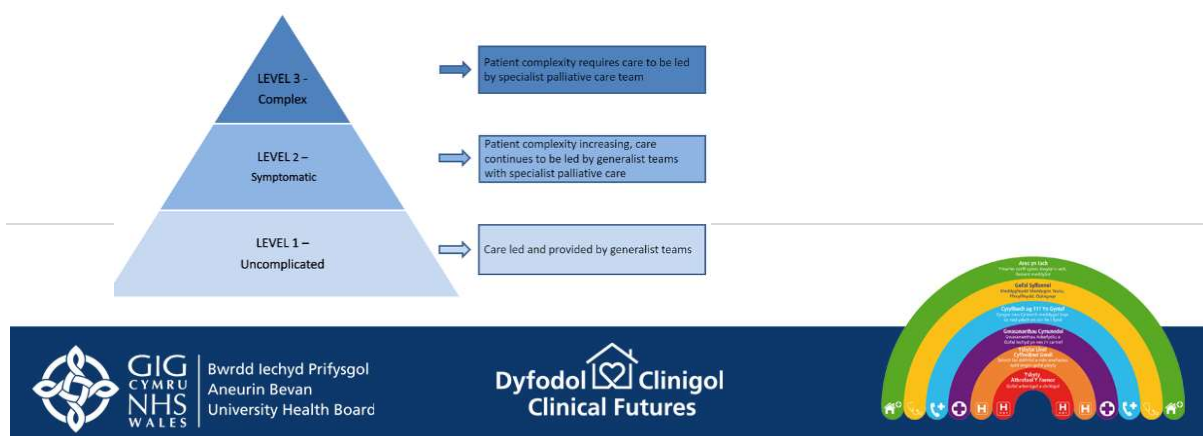 LEVEL 3 -
Complex
Patient complexity requires care to be led
by specialist palliative care team
LEVEL 2 –
Symptomatic
Patient complexity increasing, care
continues to be led by generalist teams
with specialist palliative care
LEVEL 1 –
Uncomplicated
Care led and provided by generalist teams
GIG
CYMRU
NHS
WALES
Bwrdd Iechyd Prifysgol
Aneurin Bevan
University Health Board
Dyfodol Clinigol
Clinical Futures
Aros yn Iach
Gofal Sylfaenol
Gwasanaethau Cymunedol
Ysbyty Lleol
Ysbyty
H H H H